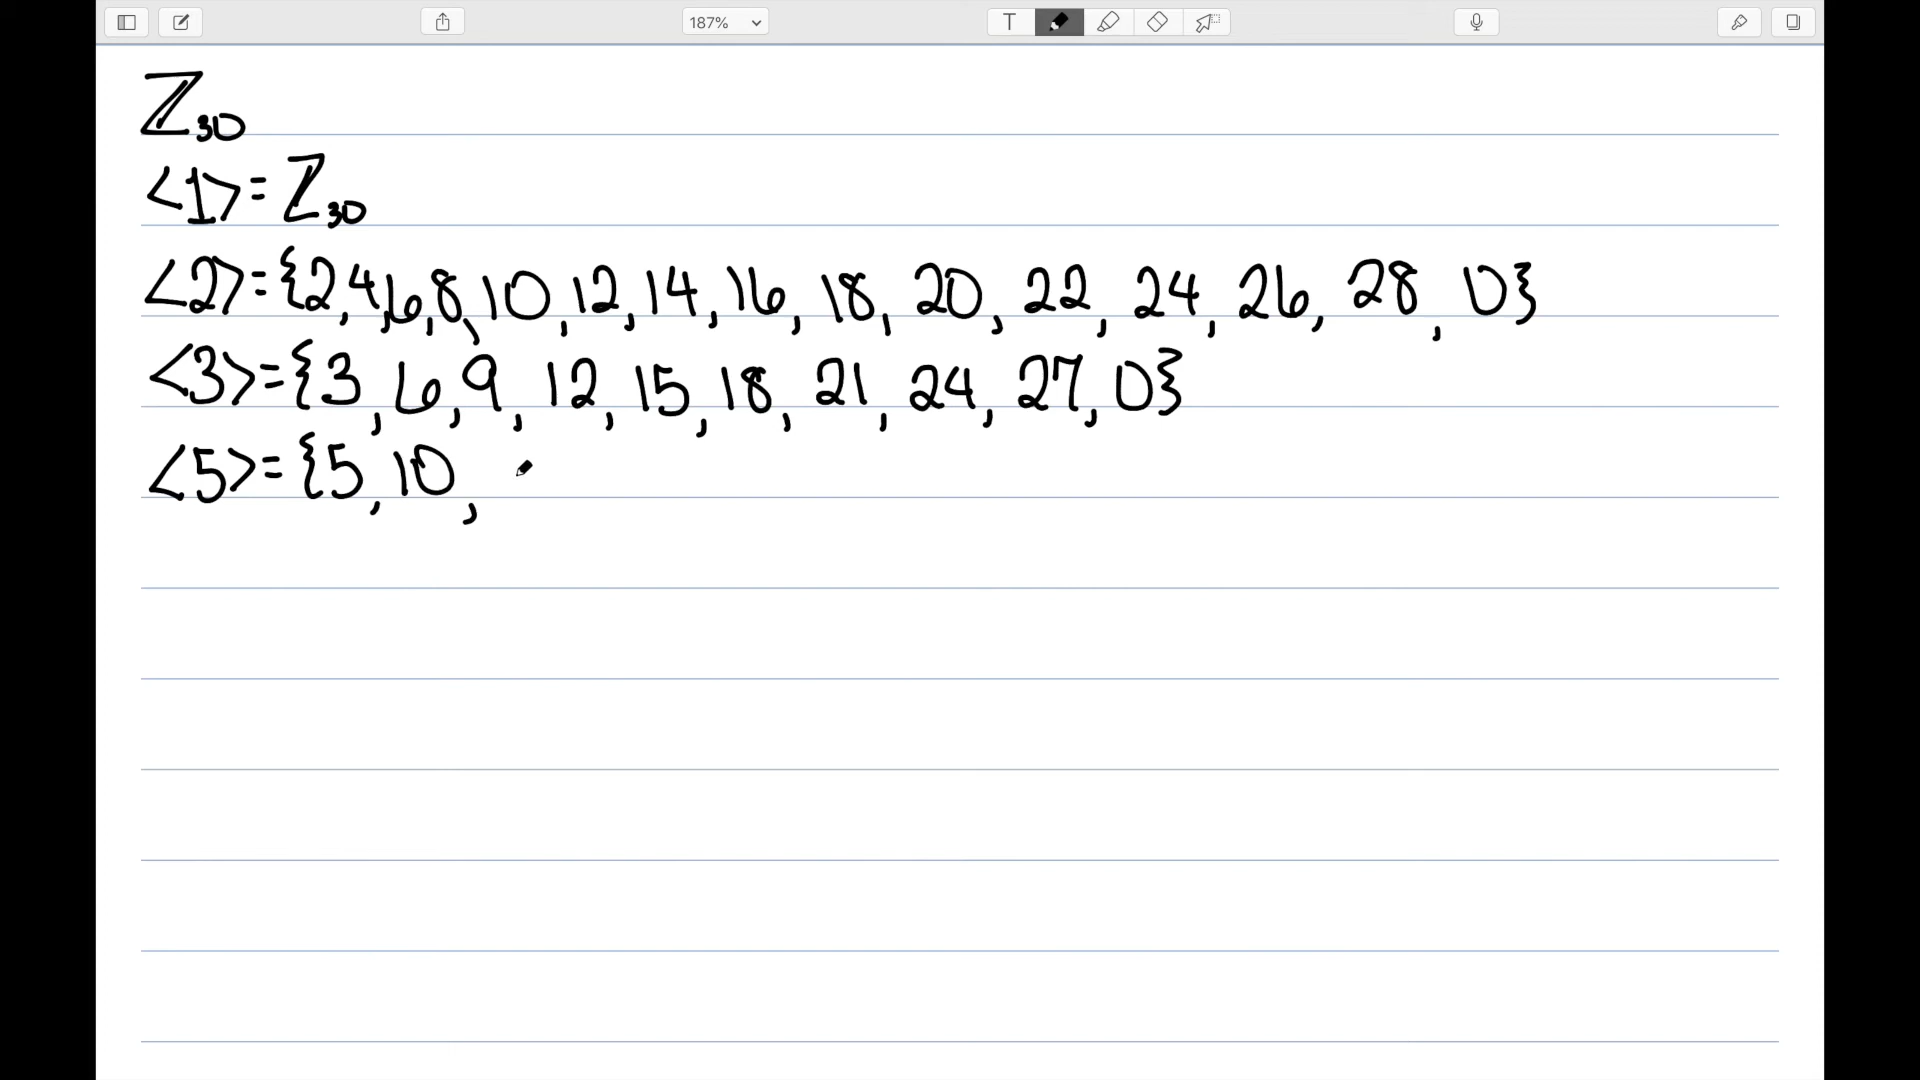 187%
T
ℤ₃₀
<1>=ℤ₃₀
<2>={2,4,6,8,10,12,14,16,18,20,22,24,26,28,0}
<3>={3,6,9,12,15,18,21,24,27,0}
<5>={5,10,